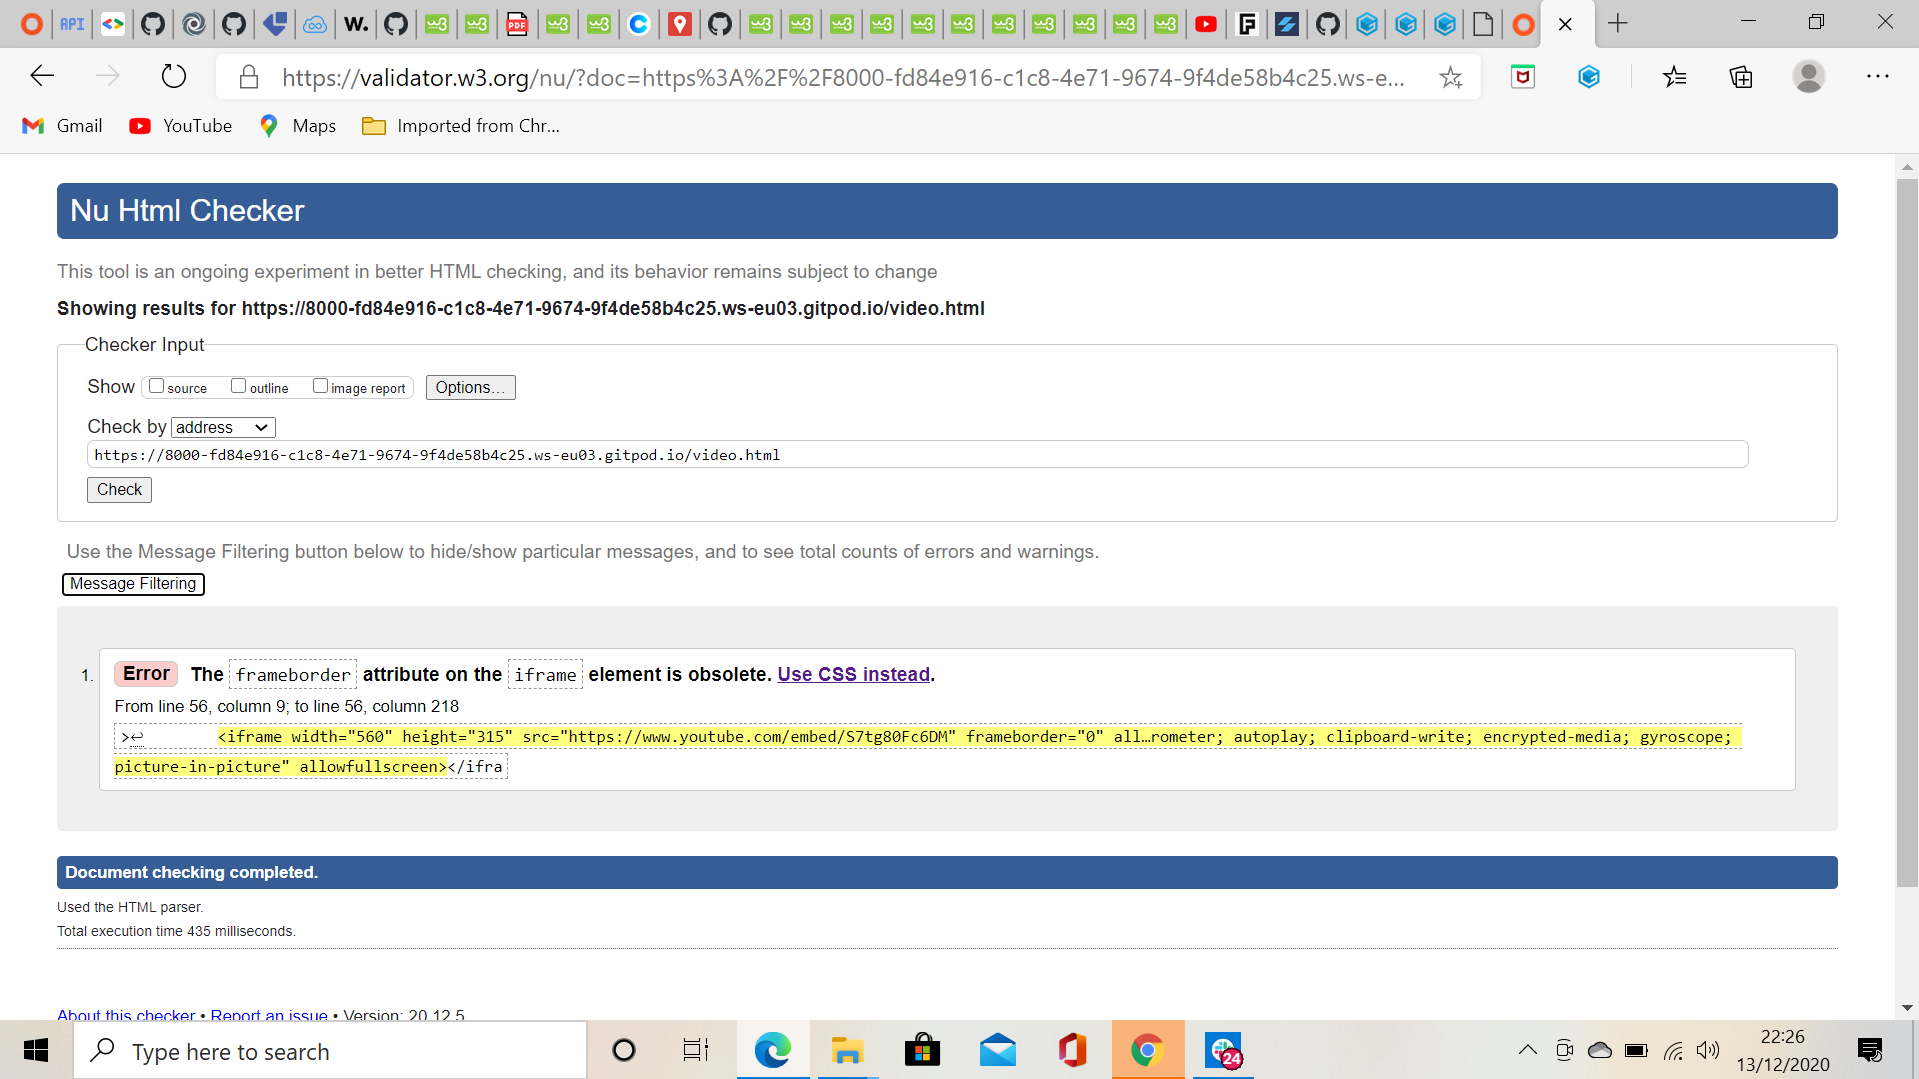 API
W.
PDF
https://validator.w3.org/nu/?doc=https%3A%2F%2F8000-fd84e916-c1c8-4e71-9674-9f4de58b4c25.ws-e...
Gmail
YouTube
Maps
Imported from Chr...
Nu Html Checker
This tool is an ongoing experiment in better HTML checking, and its behavior remains subject to change
Showing results for https://8000-fd84e916-c1c8-4e71-9674-9f4de58b4c25.ws-eu03.gitpod.io/video.html
Checker Input
Show source outline image report Options...
Check by address
https://8000-fd84e916-c1c8-4e71-9674-9f4de58b4c25.ws-eu03.gitpod.io/video.html
Check
Use the Message Filtering button below to hide/show particular messages, and to see total counts of errors and warnings.
Message Filtering
1. Error The frameborder attribute on the iframe element is obsolete. Use CSS instead.
From line 56, column 9; to line 56, column 218
>↩ <iframe width="560" height="315" src="https://www.youtube.com/embed/S7tg80Fc6DM" frameborder="0" all…rometer; autoplay; clipboard-write; encrypted-media; gyroscope;
picture-in-picture" allowfullscreen></ifra
Document checking completed.
Used the HTML parser.
Total execution time 435 milliseconds.
About this checker • Report an issue • Version: 20.12.5
Type here to search
24
22:26
13/12/2020